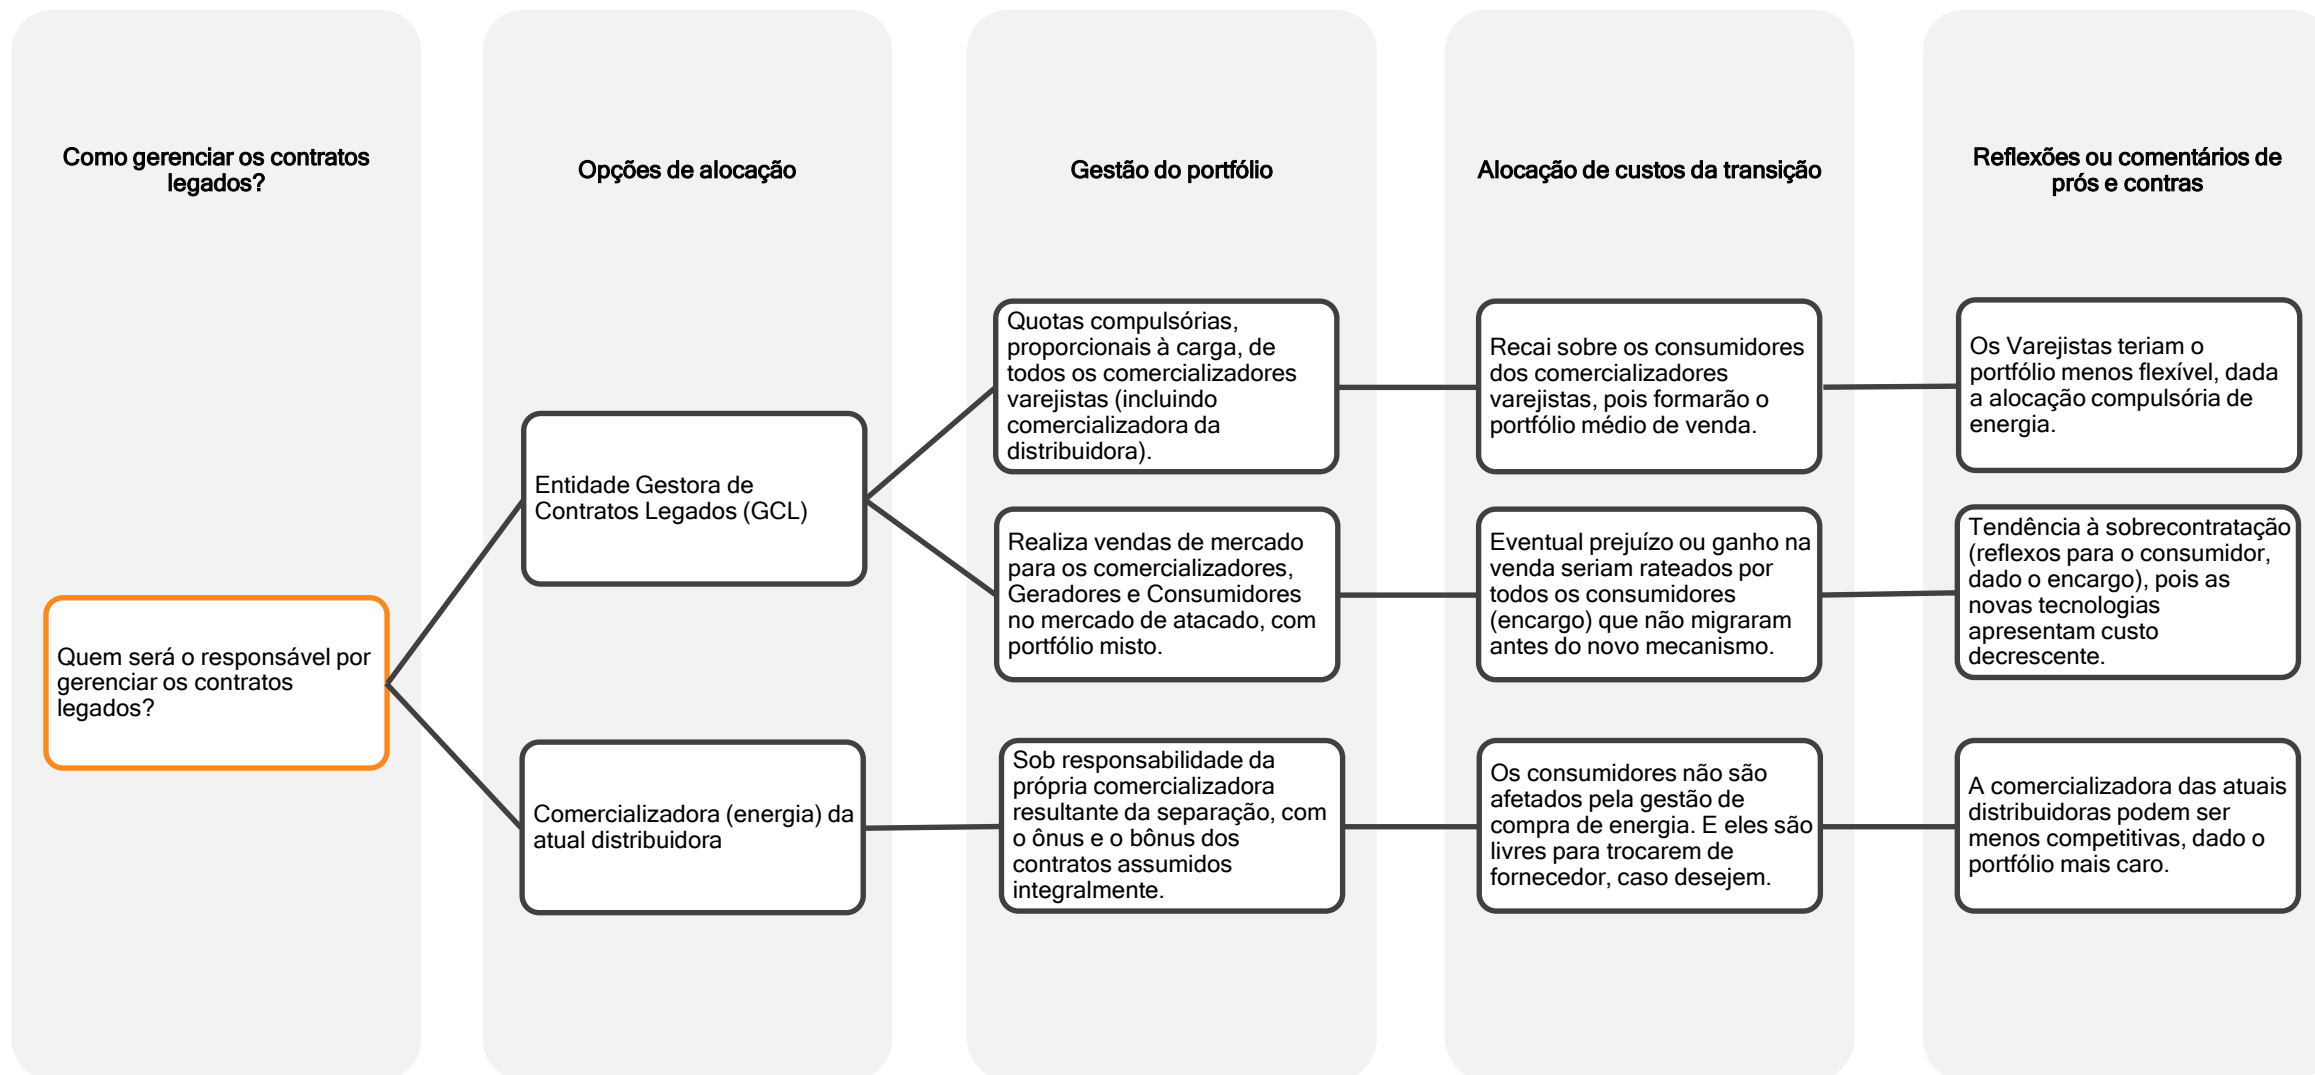 Como gerenciar os contratos
legados?
Opções de alocação
Gestão do portfólio
Alocação de custos da transição
Reflexões ou comentários de
prós e contras
Quem será o responsável por
gerenciar os contratos
legados?
Entidade Gestora de
Contratos Legados (GCL)
Comercializadora (energia) da
atual distribuidora
Quotas compulsórias,
proporcionais à carga, de
todos os comercializadores
varejistas (incluindo
comercializadora da
distribuidora).
Recai sobre os consumidores
dos comercializadores
varejistas, pois formarão o
portfólio médio de venda.
Os Varejistas teriam o
portfólio menos flexível, dada
a alocação compulsória de
energia.
Realiza vendas de mercado
para os comercializadores,
Geradores e Consumidores
no mercado de atacado, com
portfólio misto.
Eventual prejuízo ou ganho na
venda seriam rateados por
todos os consumidores
(encargo) que não migraram
antes do novo mecanismo.
Tendência à sobrecontratação
(reflexos para o consumidor,
dado o encargo), pois as
novas tecnologias
apresentam custo
decrescente.
Sob responsabilidade da
própria comercializadora
resultante da separação, com
o ônus e o bônus dos
contratos assumidos
integralmente.
Os consumidores não são
afetados pela gestão de
compra de energia. E eles são
livres para trocarem de
fornecedor, caso desejem.
A comercializadora das atuais
distribuidoras podem ser
menos competitivas, dado o
portfólio mais caro.